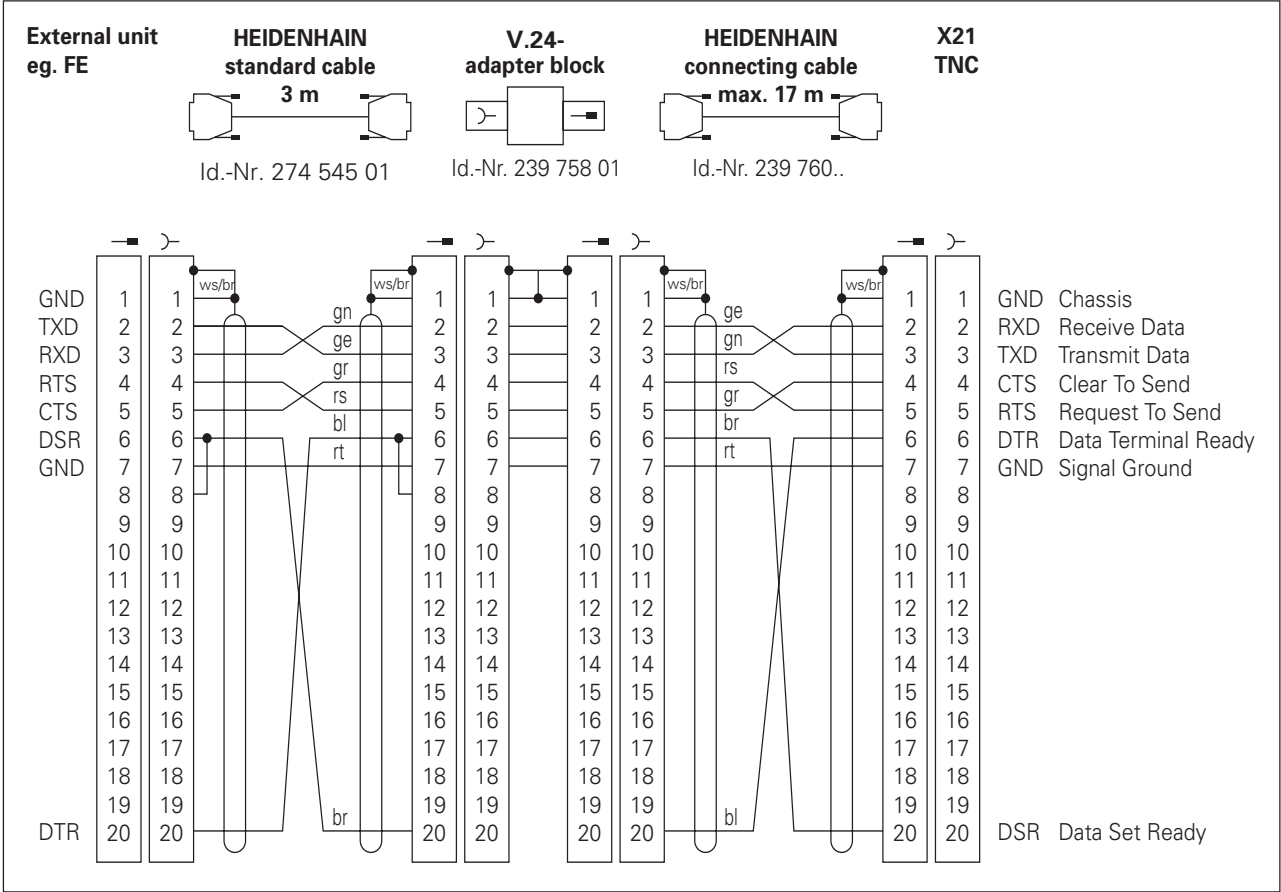 External unit HEIDENHAIN V.24- HEIDENHAIN X21
eg. FE standard cable adapter block connecting cable TNC
3 m max. 17 m
Id.-Nr. 274 545 01 Id.-Nr. 239 758 01 Id.-Nr. 239 760..
ws/br ws/br ws/br ws/br
GND 1 1 1 1 1 1 1 1 GND Chassis
gn ge
TXD 2 2 2 2 2 2 2 2 RXD Receive Data
ge gn
RXD 3 3 3 3 3 3 3 3 TXD Transmit Data
gr rs
RTS 4 4 4 4 4 4 4 4 CTS Clear To Send
rs gr
CTS 5 5 5 5 5 5 5 5 RTS Request To Send
bl br
DSR 6 6 6 6 6 6 6 6 DTR Data Terminal Ready
rt rt
GND 7 7 7 7 7 7 7 7 GND Signal Ground
8 8 8 8 8 8 8 8
9 9 9 9 9 9 9 9
10 10 10 10 10 10 10 10
11 11 11 11 11 11 11 11
12 12 12 12 12 12 12 12
13 13 13 13 13 13 13 13
14 14 14 14 14 14 14 14
15 15 15 15 15 15 15 15
16 16 16 16 16 16 16 16
17 17 17 17 17 17 17 17
18 18 18 18 18 18 18 18
19 19 19 19 19 19 19 19
br bl
DTR 20 20 20 20 20 20 20 20 DSR Data Set Ready